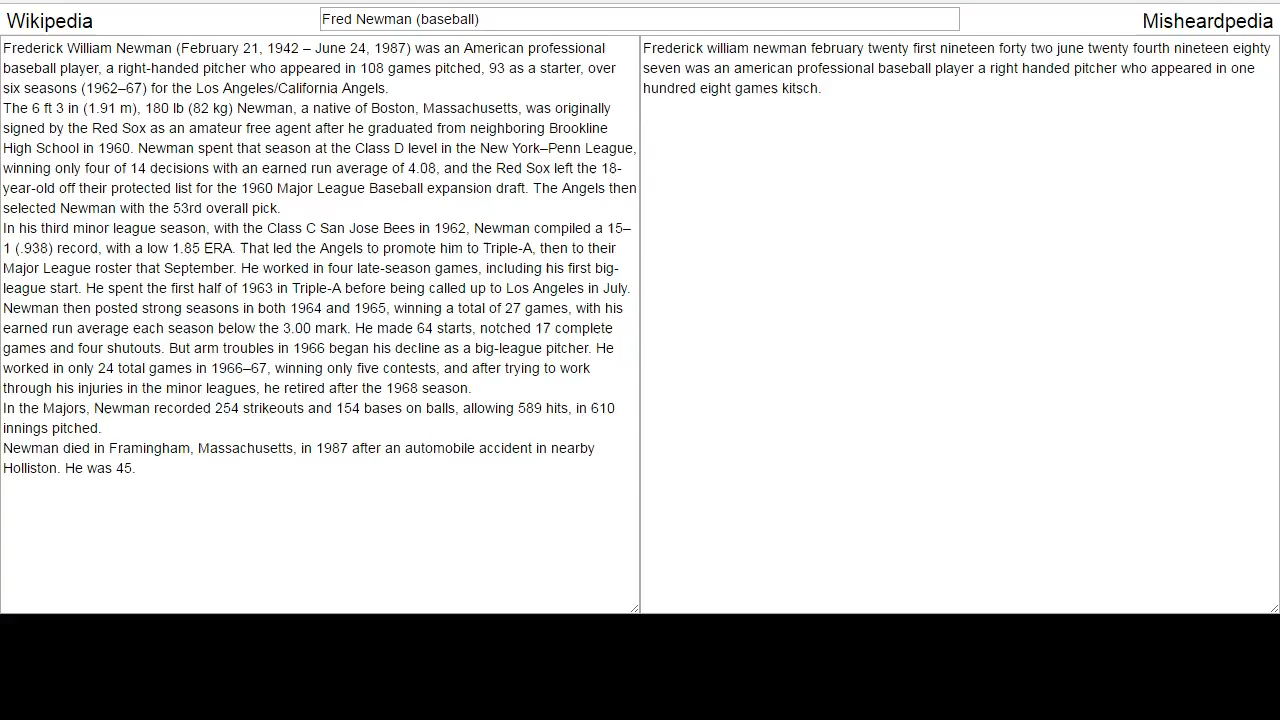 Wikipedia
Fred Newman (baseball)
Misheardpedia
Frederick William Newman (February 21, 1942 – June 24, 1987) was an American professional
baseball player, a right-handed pitcher who appeared in 108 games pitched, 93 as a starter, over
six seasons (1962–67) for the Los Angeles/California Angels.
The 6 ft 3 in (1.91 m), 180 lb (82 kg) Newman, a native of Boston, Massachusetts, was originally
signed by the Red Sox as an amateur free agent after he graduated from neighboring Brookline
High School in 1960. Newman spent that season at the Class D level in the New York–Penn League,
winning only four of 14 decisions with an earned run average of 4.08, and the Red Sox left the 18-
year-old off their protected list for the 1960 Major League Baseball expansion draft. The Angels then
selected Newman with the 53rd overall pick.
In his third minor league season, with the Class C San Jose Bees in 1962, Newman compiled a 15–
1 (.938) record, with a low 1.85 ERA. That led the Angels to promote him to Triple-A, then to their
Major League roster that September. He worked in four late-season games, including his first big-
league start. He spent the first half of 1963 in Triple-A before being called up to Los Angeles in July.
Newman then posted strong seasons in both 1964 and 1965, winning a total of 27 games, with his
earned run average each season below the 3.00 mark. He made 64 starts, notched 17 complete
games and four shutouts. But arm troubles in 1966 began his decline as a big-league pitcher. He
worked in only 24 total games in 1966–67, winning only five contests, and after trying to work
through his injuries in the minor leagues, he retired after the 1968 season.
In the Majors, Newman recorded 254 strikeouts and 154 bases on balls, allowing 589 hits, in 610
innings pitched.
Newman died in Framingham, Massachusetts, in 1987 after an automobile accident in nearby
Holliston. He was 45.
Frederick william newman february twenty first nineteen forty two june twenty fourth nineteen eighty
seven was an american professional baseball player a right handed pitcher who appeared in one
hundred eight games kitsch.